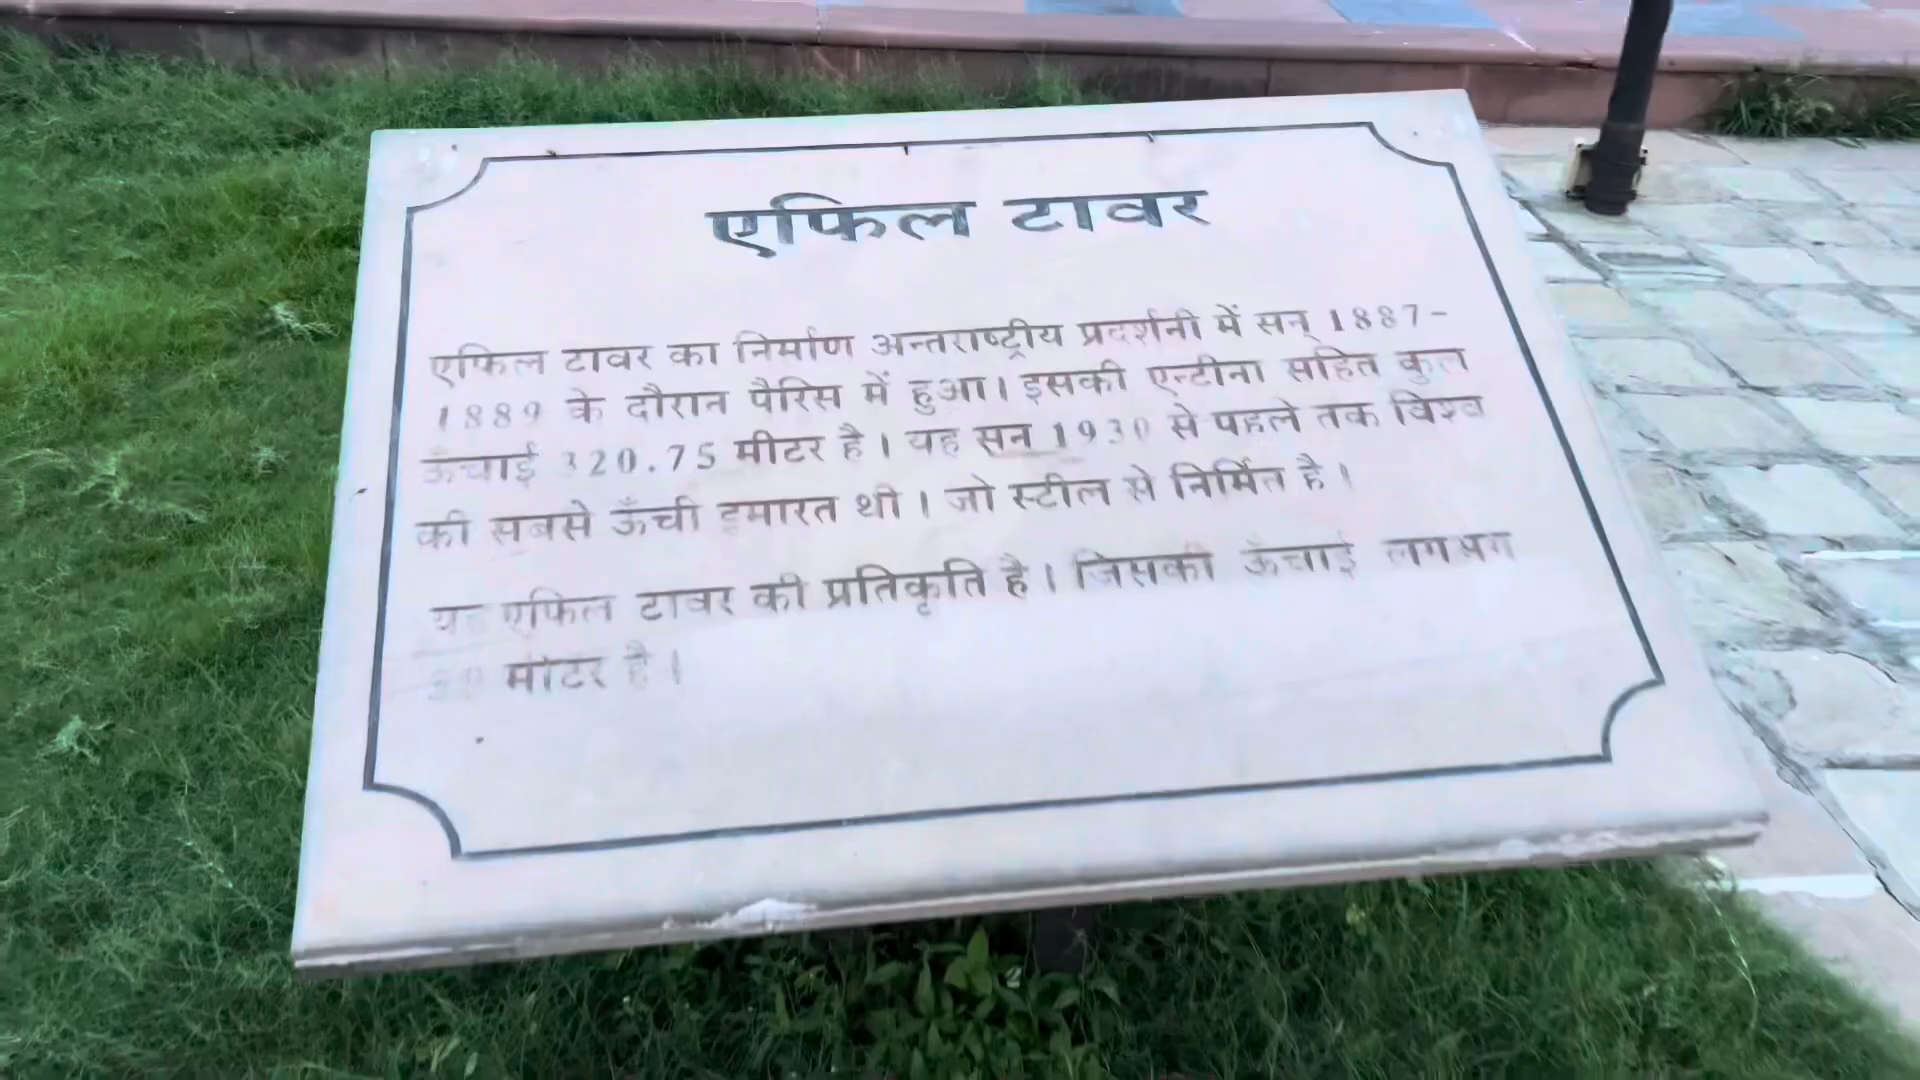 एफिल टावर
एफिल टावर का निर्माण अन्तराष्ट्रीय प्रदर्शनी में सन् 1887-
1889 के दौरान पैरिस में हुआ। इसकी एन्टीना सहित कुल
ऊँचाई 320.75 मीटर है। यह सन 1930 से पहले तक विश्व
की सबसे ऊँची इमारत थी। जो स्टील से निर्मित है।
यह एफिल टावर की प्रतिकृति है। जिसकी ऊँचाई लगभग
मीटर है।